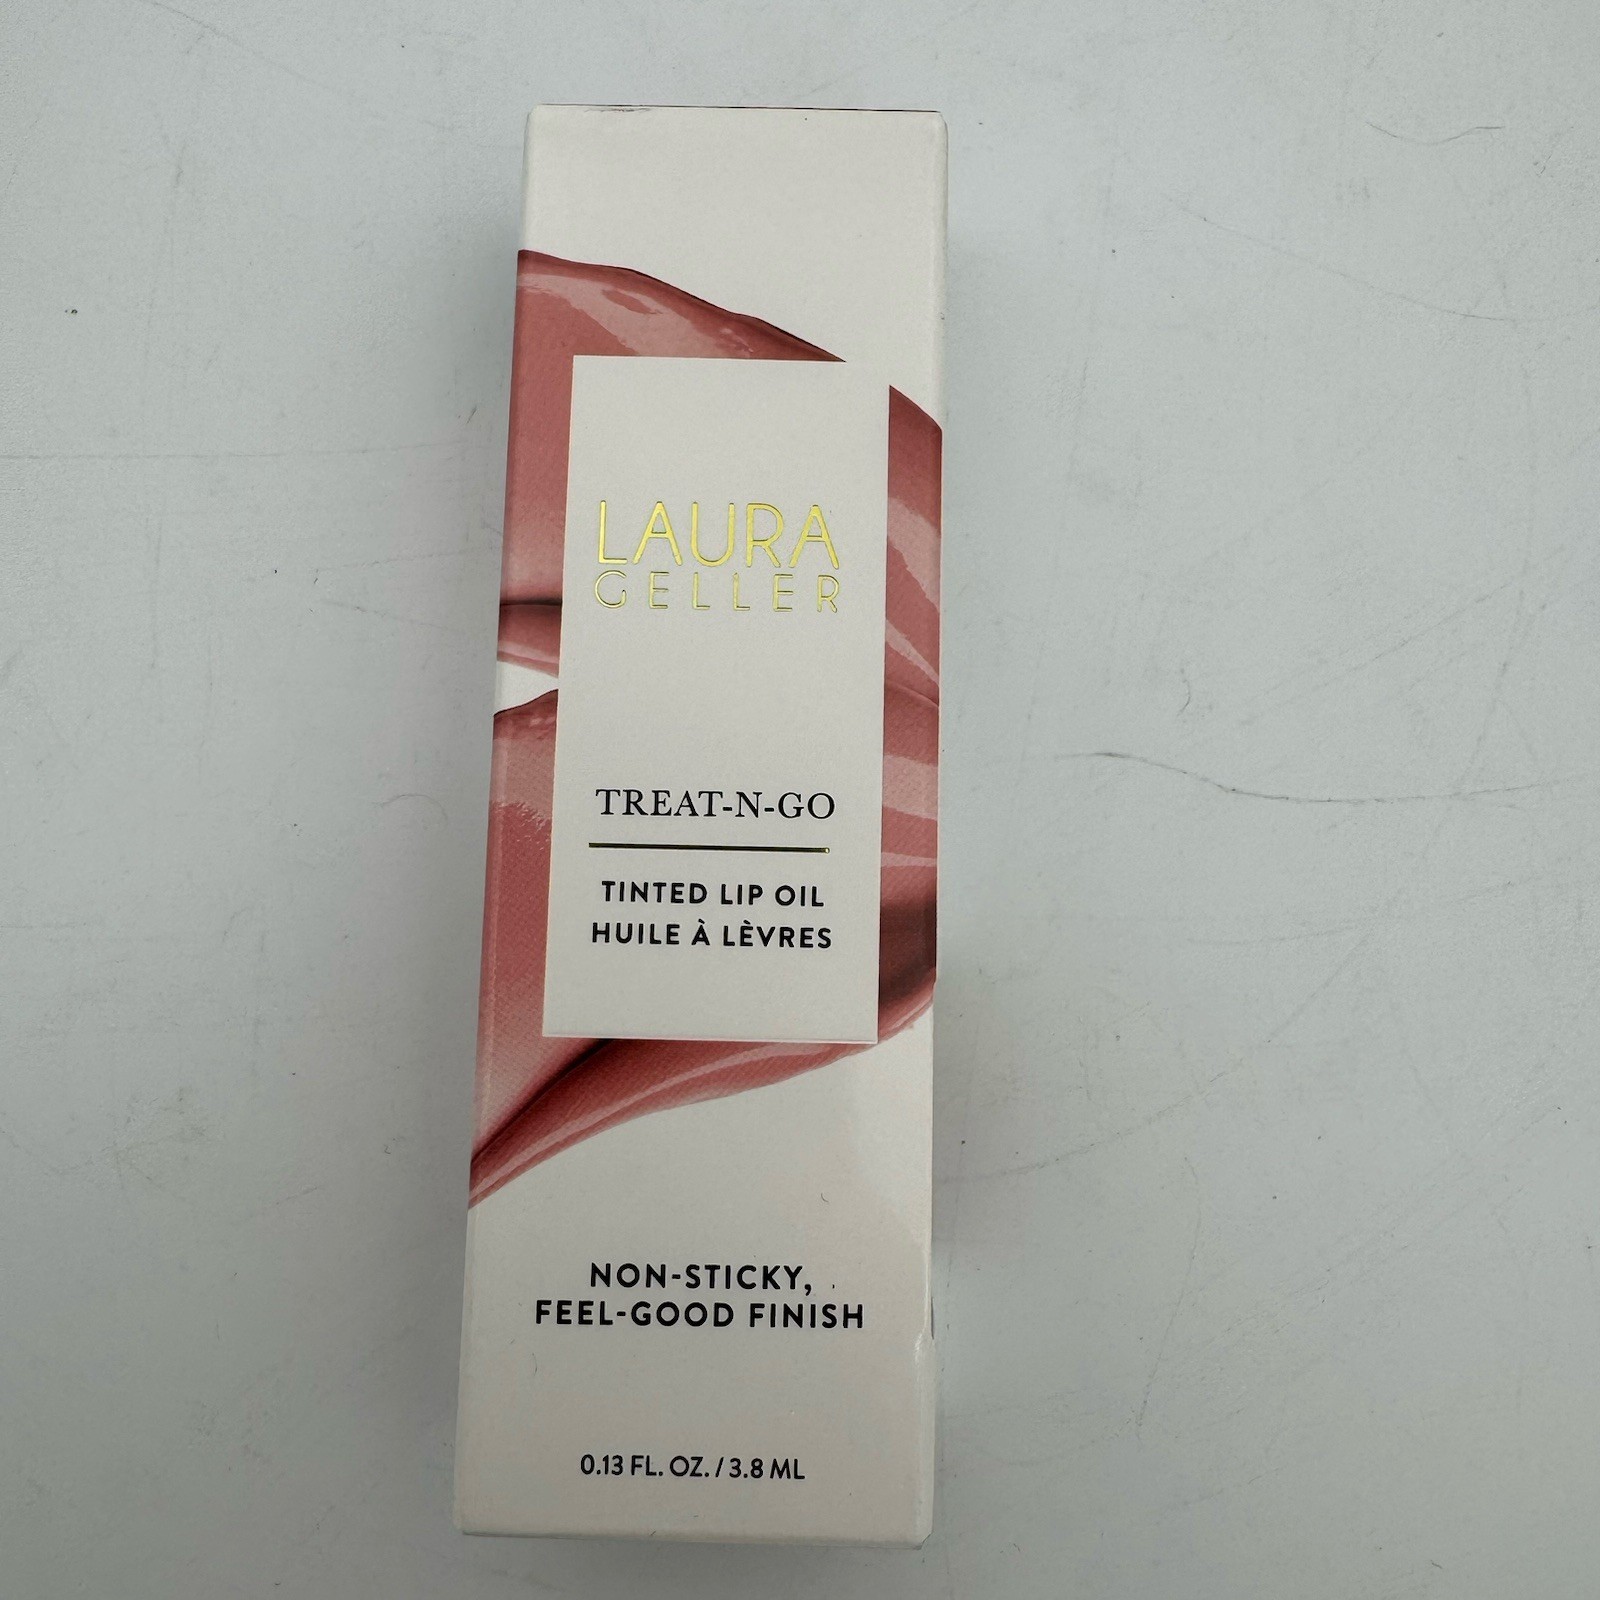 LAURA
GELLER
TREAT-N-GO
TINTED LIP OIL
HUILE À LÈVRES
NON-STICKY,
FEEL-GOOD FINISH
0.13 FL. OZ. / 3.8 ML